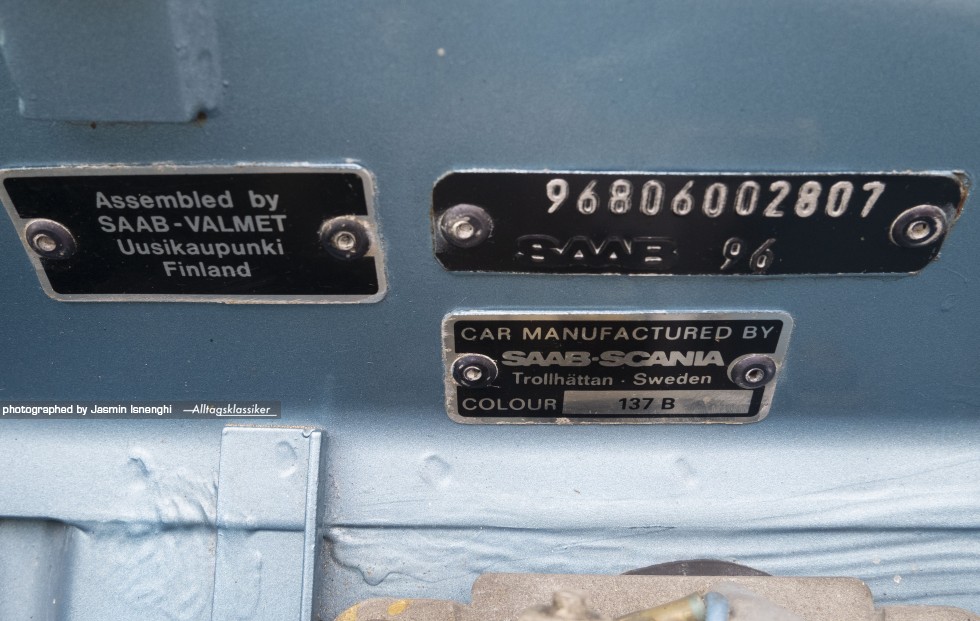 Assembled by
SAAB-VALMET
Uusikaupunki
Finland
96806002807
SAAB 96
CAR MANUFACTURED BY
SAAB-SCANIA
Trollhättan · Sweden
COLOUR 137 B
photographed by Jasmin Isnenghi —Alltagsklassiker—